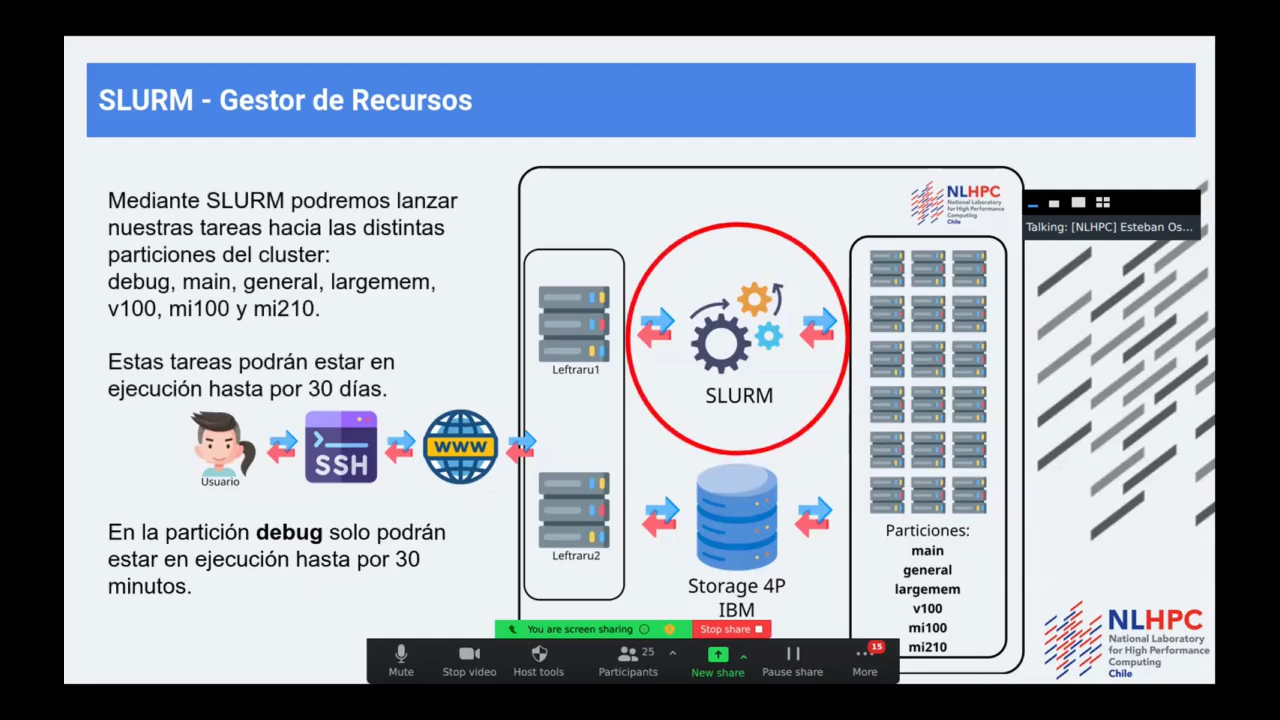 SLURM - Gestor de Recursos
Mediante SLURM podremos lanzar
nuestras tareas hacia las distintas
particiones del cluster:
debug, main, general, largemem,
v100, mi100 y mi210.
Estas tareas podrán estar en
ejecución hasta por 30 días.
Usuario
SSH
WWW
En la partición debug solo podrán
estar en ejecución hasta por 30
minutos.
Leftraru1
Leftraru2
SLURM
Storage 4P
IBM
NLHPC
National Laboratory
for High Performance
Computing
Chile
Particiones:
main
general
largemem
v100
mi100
mi210
Talking: [NLHPC] Esteban Os...
NLHPC
National Laboratory
for High Performance
Computing
Chile
You are screen sharing
Stop share
Mute
Stop video
Host tools
Participants
25
New share
Pause share
More
15